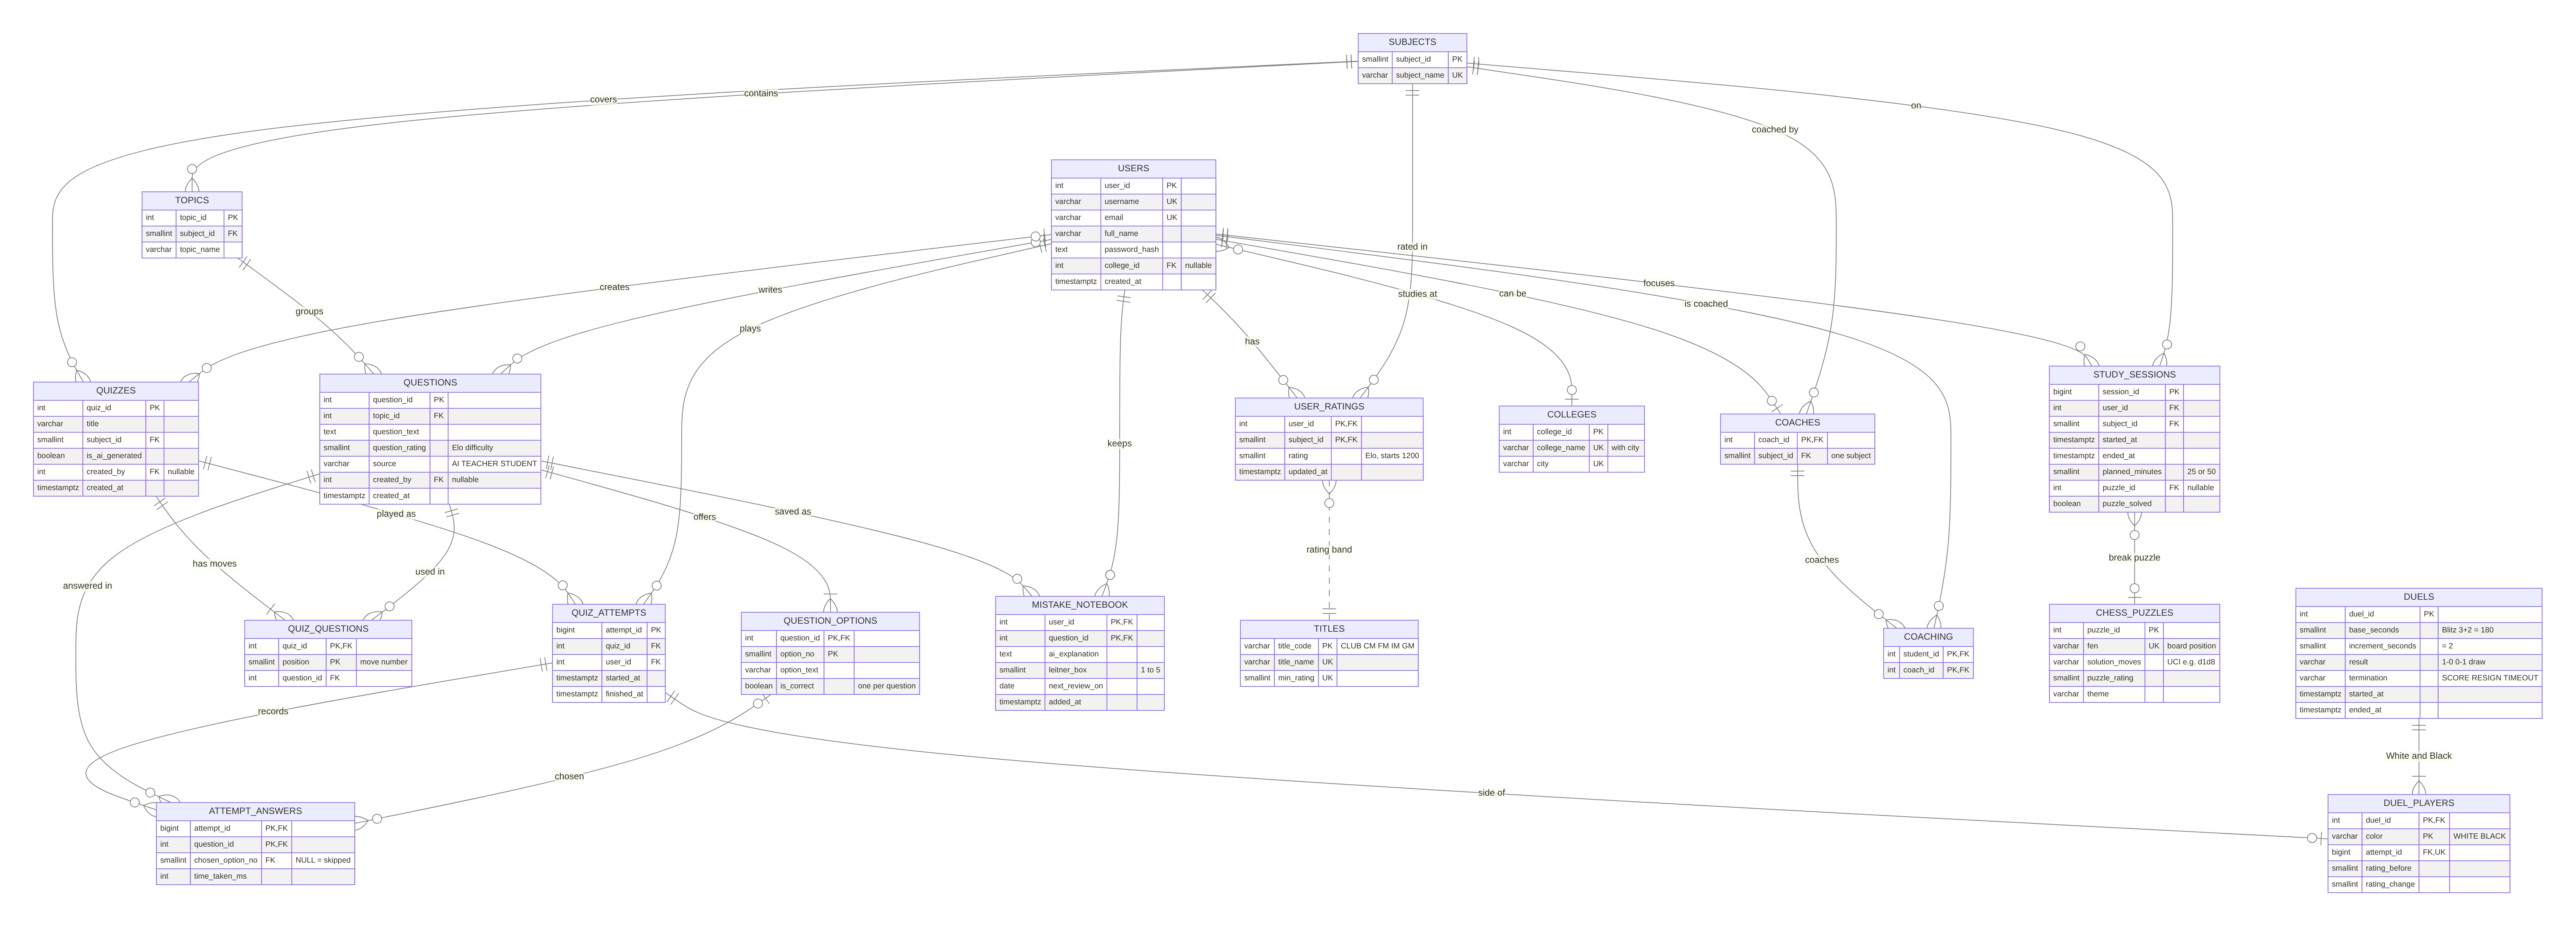 SUBJECTS
smallint subject_id PK
varchar subject_name UK
covers
contains
on
coached by
USERS
int user_id PK
varchar username UK
varchar email UK
varchar full_name
text password_hash
int college_id FK nullable
timestamptz created_at
TOPICS
int topic_id PK
smallint subject_id FK
varchar topic_name
rated in
creates
writes
studies at
can be
focuses
is coached
groups
plays
has
QUIZZES
int quiz_id PK
varchar title
smallint subject_id FK
boolean is_ai_generated
int created_by FK nullable
timestamptz created_at
QUESTIONS
int question_id PK
int topic_id FK
text question_text
smallint question_rating Elo difficulty
varchar source AI TEACHER STUDENT
int created_by FK nullable
timestamptz created_at
USER_RATINGS
int user_id PK,FK
smallint subject_id PK,FK
smallint rating Elo, starts 1200
timestamptz updated_at
COLLEGES
int college_id PK
varchar college_name UK with city
varchar city UK
COACHES
int coach_id PK,FK
smallint subject_id FK one subject
STUDY_SESSIONS
bigint session_id PK
int user_id FK
smallint subject_id FK
timestamptz started_at
timestamptz ended_at
smallint planned_minutes 25 or 50
int puzzle_id FK nullable
boolean puzzle_solved
keeps
played as
offers
saved as
answered in
has moves
used in
rating band
coaches
break puzzle
QUIZ_QUESTIONS
int quiz_id PK,FK
smallint position PK move number
int question_id FK
QUIZ_ATTEMPTS
bigint attempt_id PK
int quiz_id FK
int user_id FK
timestamptz started_at
timestamptz finished_at
QUESTION_OPTIONS
int question_id PK,FK
smallint option_no PK
varchar option_text
boolean is_correct one per question
MISTAKE_NOTEBOOK
int user_id PK,FK
int question_id PK,FK
text ai_explanation
smallint leitner_box 1 to 5
date next_review_on
timestamptz added_at
TITLES
varchar title_code PK CLUB CM FM IM GM
varchar title_name UK
smallint min_rating UK
COACHING
int student_id PK,FK
int coach_id PK,FK
CHESS_PUZZLES
int puzzle_id PK
varchar fen UK board position
varchar solution_moves UCI e.g. d1d8
smallint puzzle_rating
varchar theme
DUELS
int duel_id PK
smallint base_seconds Blitz 3+2 = 180
smallint increment_seconds = 2
varchar result 1-0 0-1 draw
varchar termination SCORE RESIGN TIMEOUT
timestamptz started_at
timestamptz ended_at
records
chosen
side of
White and Black
ATTEMPT_ANSWERS
bigint attempt_id PK,FK
int question_id PK,FK
smallint chosen_option_no FK NULL = skipped
int time_taken_ms
DUEL_PLAYERS
int duel_id PK,FK
varchar color PK WHITE BLACK
bigint attempt_id FK,UK
smallint rating_before
smallint rating_change